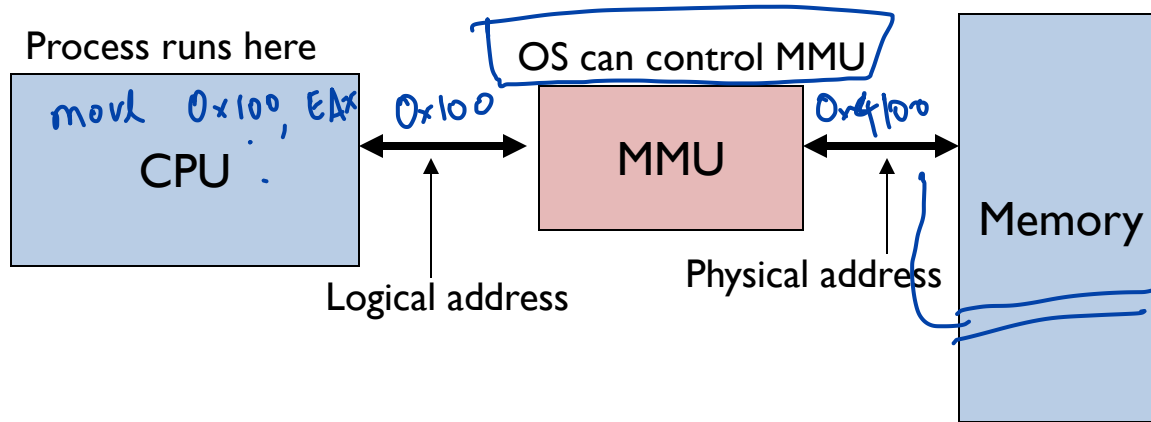 Process runs here
OS can control MMU
movl 0x100, EAx
0x100
0x4100
CPU
MMU
Memory
Logical address
Physical address